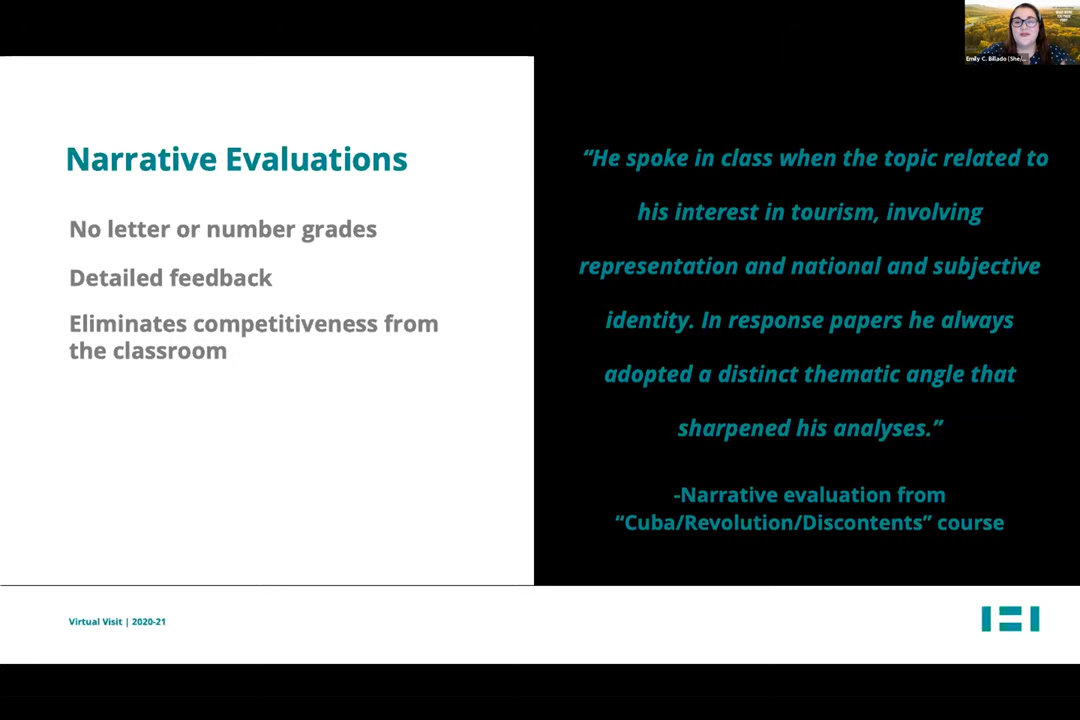 Emily C. Billado (She/...
Narrative Evaluations
No letter or number grades
Detailed feedback
Eliminates competitiveness from
the classroom
“He spoke in class when the topic related to
his interest in tourism, involving
representation and national and subjective
identity. In response papers he always
adopted a distinct thematic angle that
sharpened his analyses.”
-Narrative evaluation from
“Cuba/Revolution/Discontents” course
Virtual Visit | 2020-21